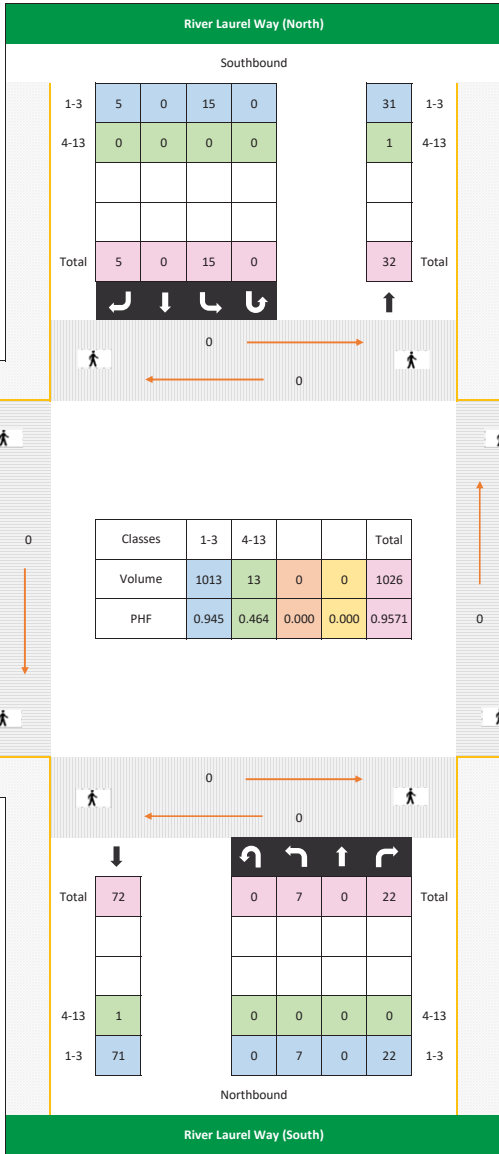 River Laurel Way (North)
Southbound
1-3 5 0 15 0 31 1-3
4-13 0 0 0 0 1 4-13
Total 5 0 15 0 32 Total
0
0
0
Classes 1-3 4-13 Total
Volume 1013 13 0 0 1026
PHF 0.945 0.464 0.000 0.000 0.9571
0
0
0
Total 72 0 7 0 22 Total
4-13 1 0 0 0 0 4-13
1-3 71 0 7 0 22 1-3
Northbound
River Laurel Way (South)